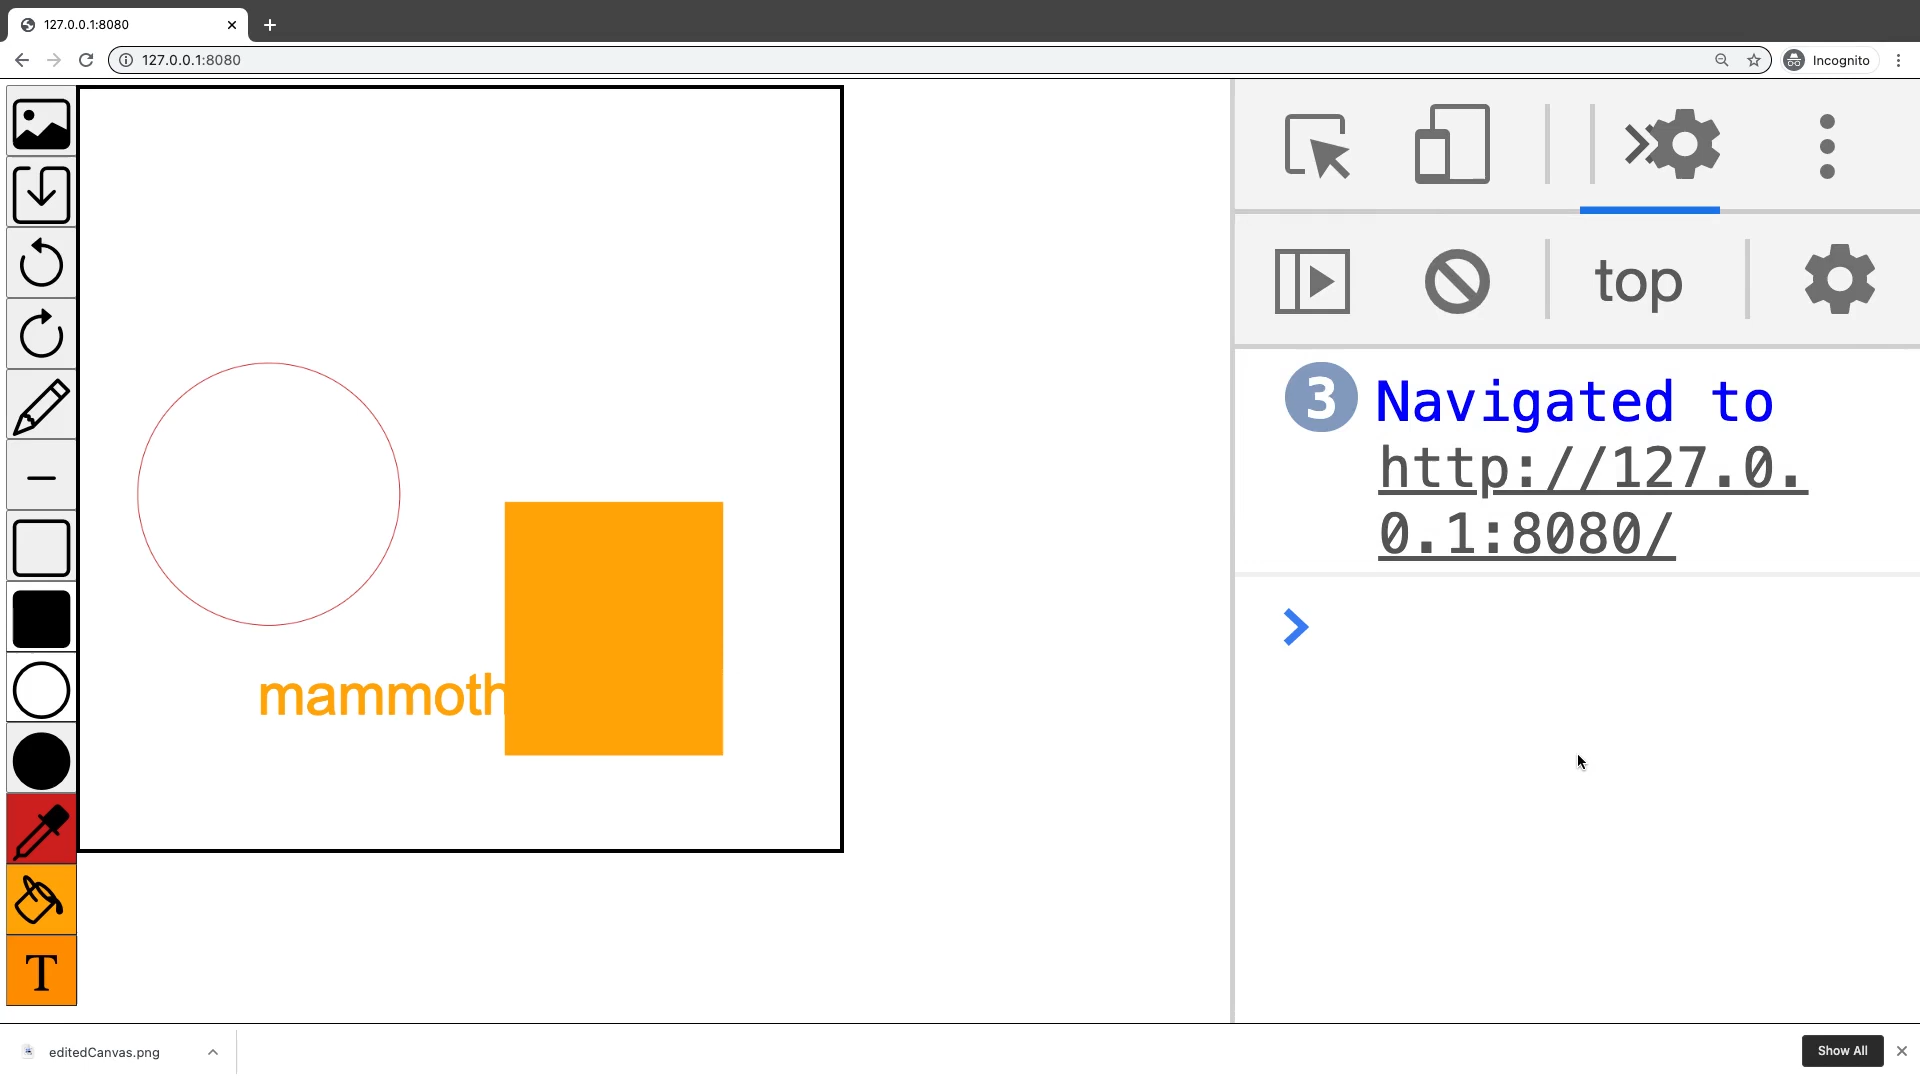 127.0.0.1:8080
127.0.0.1:8080
Incognito
top
3 Navigated to
http://127.0.
0.1:8080/
mammoth
T
editedCanvas.png
Show All